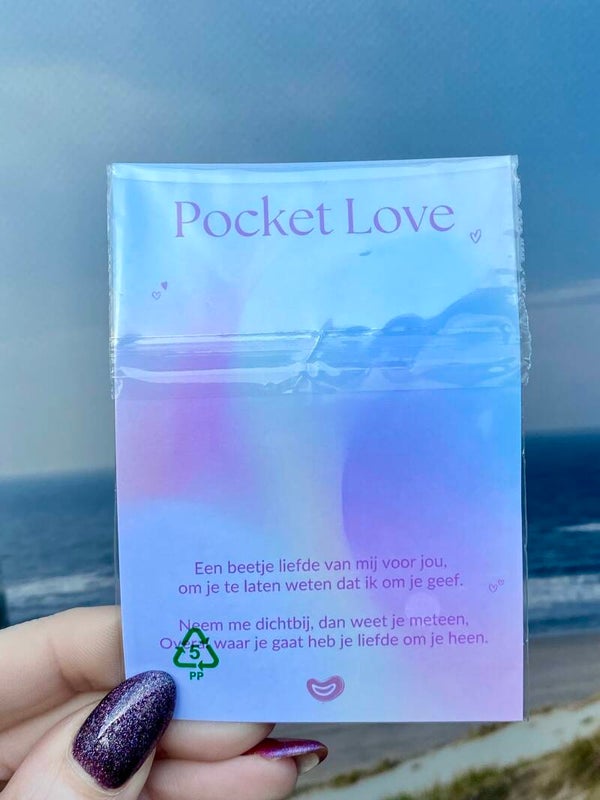 Pocket Love
Een beetje liefde van mij voor jou,
om je te laten weten dat ik om je geef.
Neem me dichtbij, dan weet je meteen,
Overal waar je gaat heb je liefde om je heen.
5
PP